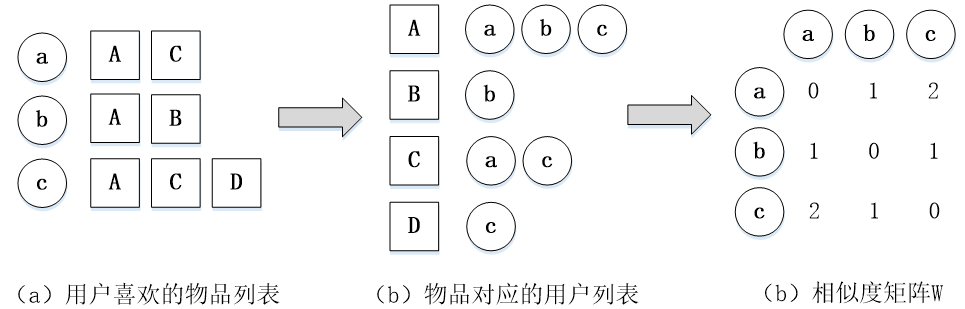 a A C
b A B
c A C D
(a)用户喜欢的物品列表
A a b c
B b
C a c
D c
(b)物品对应的用户列表
a b c
a 0 1 2
b 1 0 1
c 2 1 0
(b)相似度矩阵W